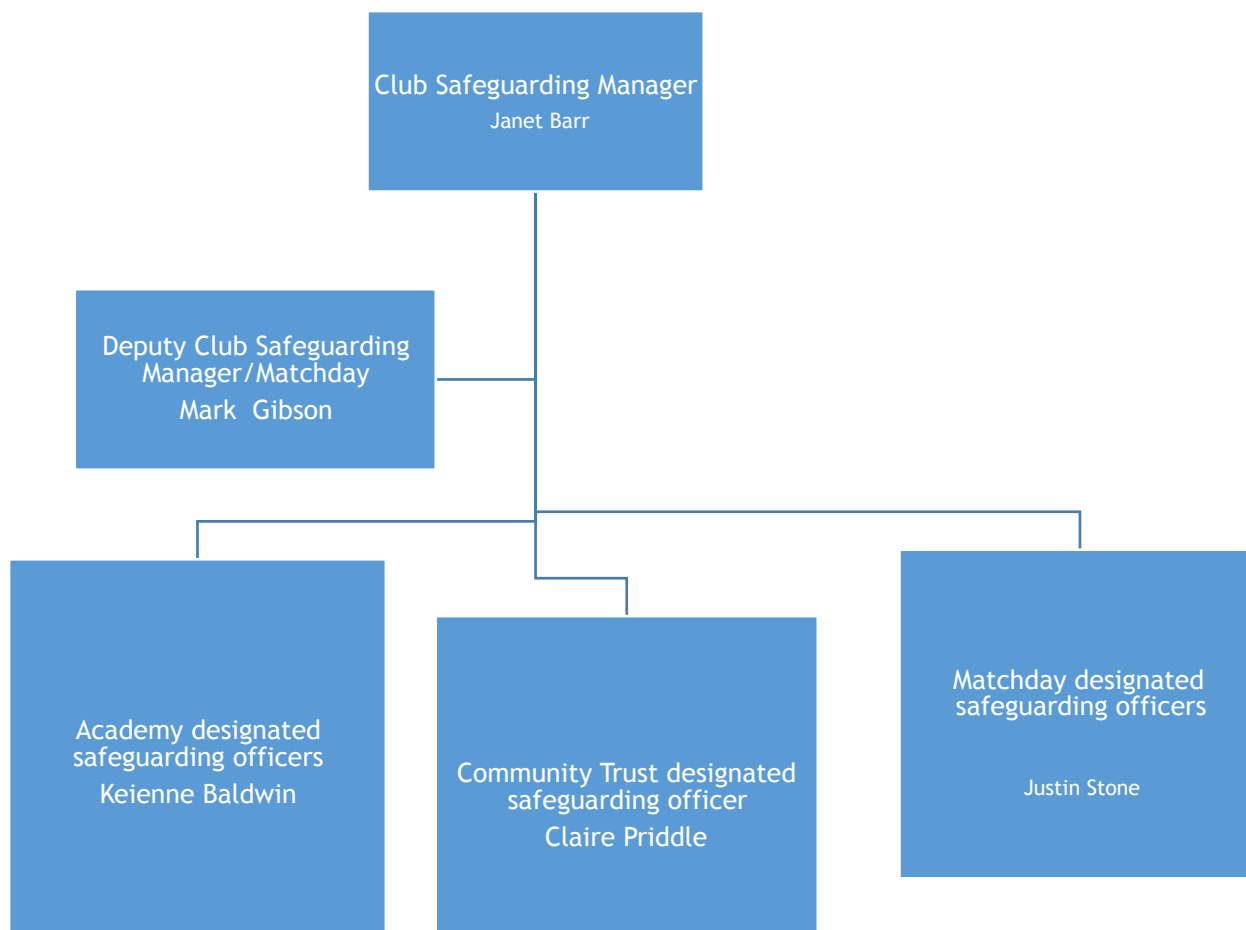 Club Safeguarding Manager
Janet Barr
Deputy Club Safeguarding
Manager/Matchday
Mark  Gibson
Academy designated
safeguarding officers
Keienne Baldwin
Community Trust designated
safeguarding officer
Claire Priddle
Matchday designated
safeguarding officers
Justin Stone